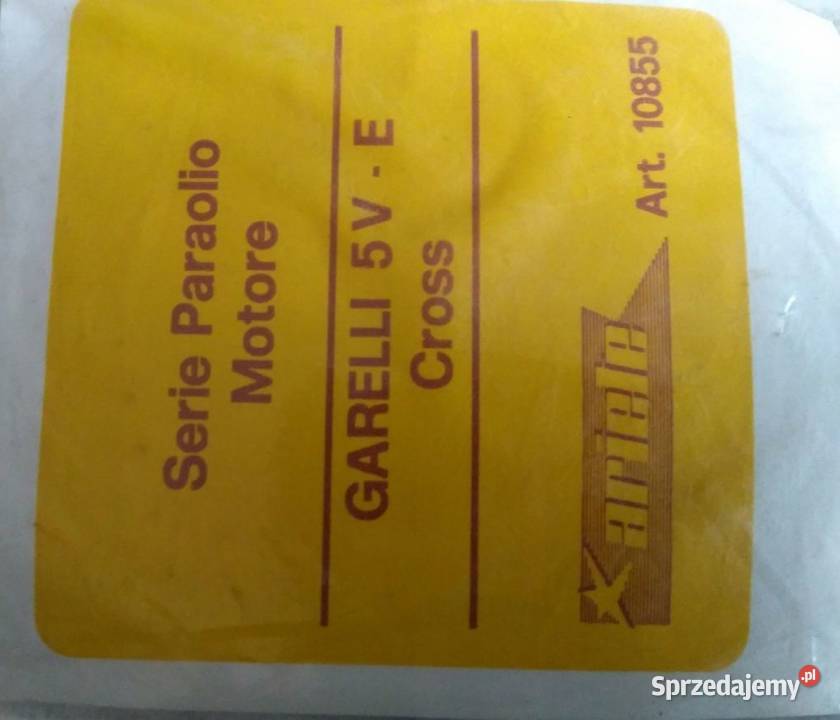 Serie Paraolio
Motore
GARELLI 5 V - E
Cross
ariete
Art. 10855
Sprzedajemy.pl